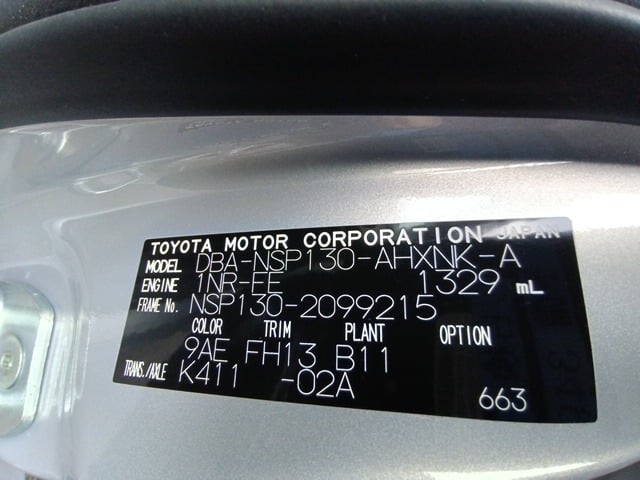 TOYOTA MOTOR CORPORATION JAPAN
MODEL DBA-NSP130-AHXNK-A
ENGINE 1NR-FE 1329 mL
FRAME No. NSP130-2099215
COLOR TRIM PLANT OPTION
9AE FH13 B11
TRANS./AXLE K411 -02A
663